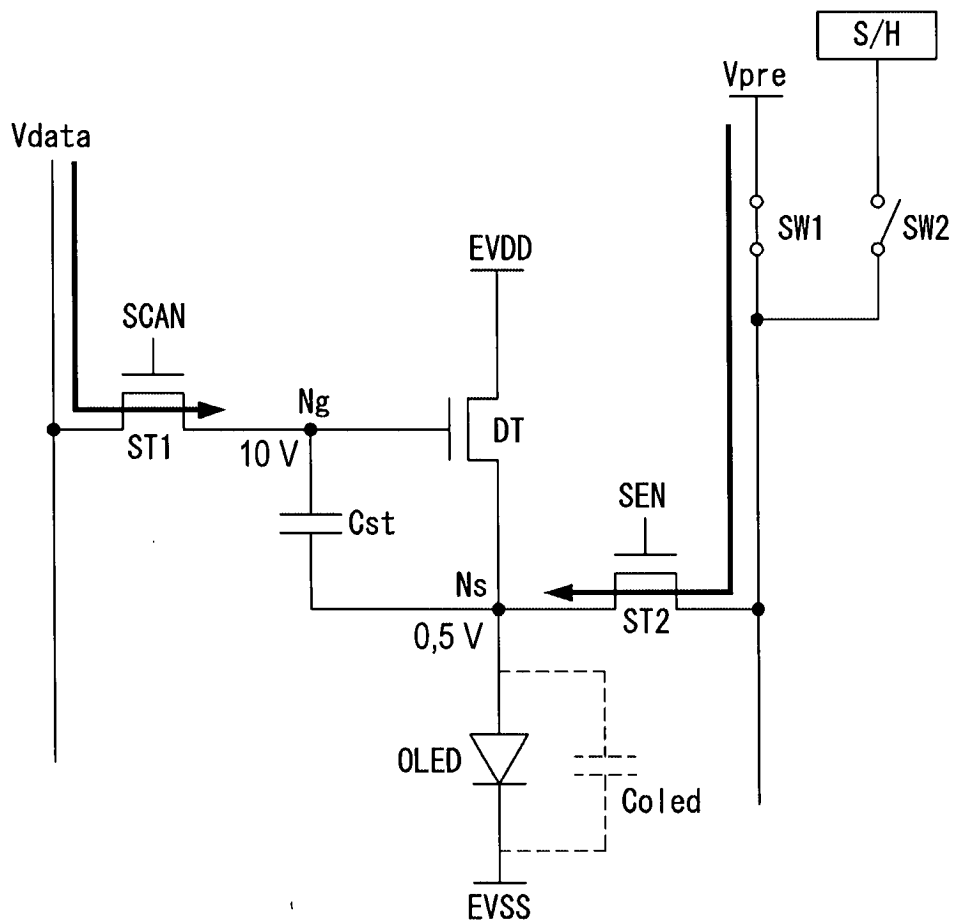 S/H
Vpre
Vdata
SW1
SW2
EVDD
SCAN
Ng
DT
ST1
10 V
SEN
Cst
Ns
ST2
0,5 V
OLED
Coled
EVSS